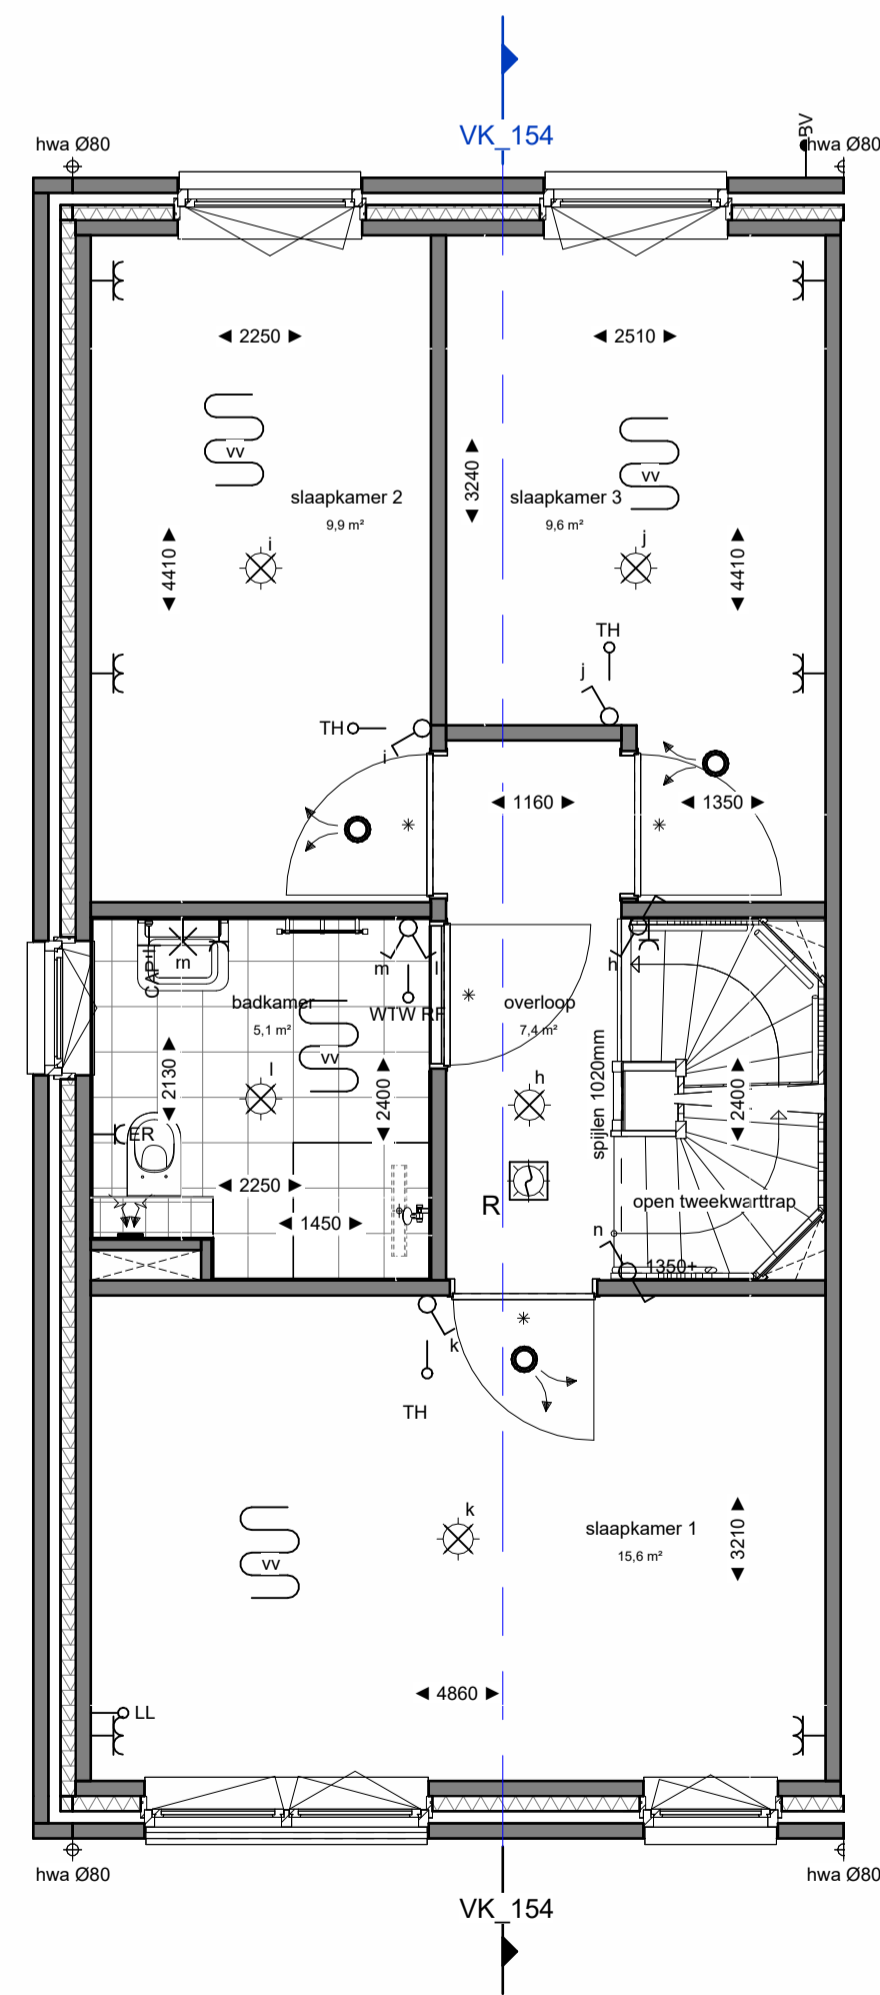 VK_154
BV
hwa Ø80
hwa Ø80
2250
2510
vv
vv
3240
slaapkamer 2
9,9 m²
slaapkamer 3
9,6 m²
i
j
4410
4410
TH
j
TH
i
1160
1350
CAP'H
m
m
l
h
badkamer
5,1 m²
WTW RF
overloop
7,4 m²
vv
l
h
2130
2400
spijlen 1020mm
2400
ER
2250
1450
R
open tweekwarttrap
n
1350+
k
TH
k
slaapkamer 1
15,6 m²
3210
vv
4860
LL
hwa Ø80
hwa Ø80
VK_154